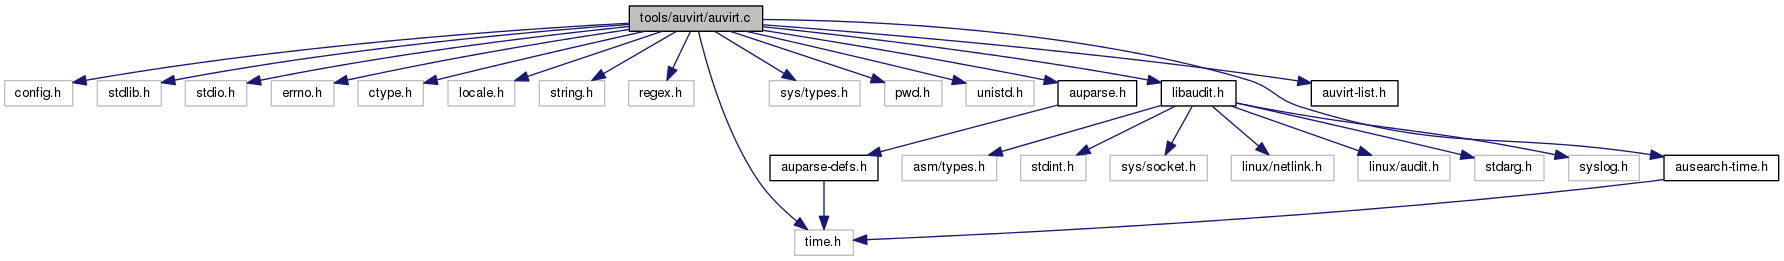 tools/auvirt/auvirt.c
config.h
stdlib.h
stdio.h
errno.h
ctype.h
locale.h
string.h
regex.h
sys/types.h
pwd.h
unistd.h
auparse.h
libaudit.h
auvirt-list.h
auparse-defs.h
asm/types.h
stdint.h
sys/socket.h
linux/netlink.h
linux/audit.h
stdarg.h
syslog.h
ausearch-time.h
time.h